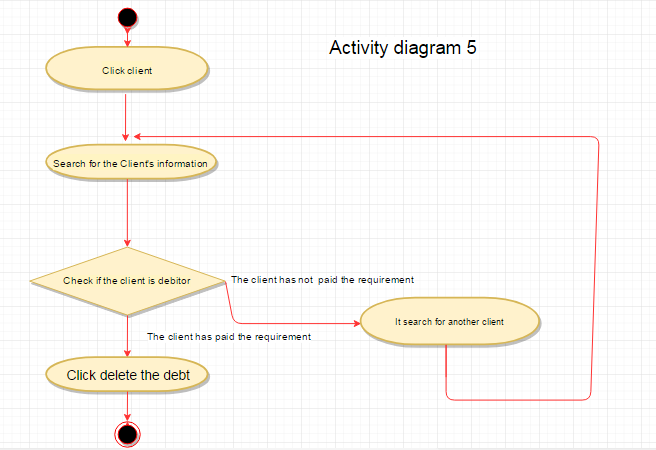 Activity diagram 5
Click client
Search for the Client's information
Check if the client is debitor
The client has not paid the requirement
It search for another client
The client has paid the requirement
Click delete the debt